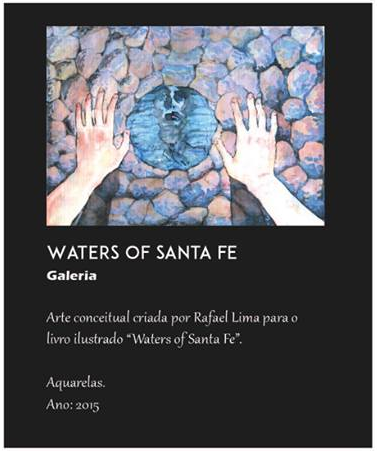 WATERS OF SANTA FE
Galeria
Arte conceitual criada por Rafael Lima para o
livro ilustrado “Waters of Santa Fe”.
Aquarelas.
Ano: 2015